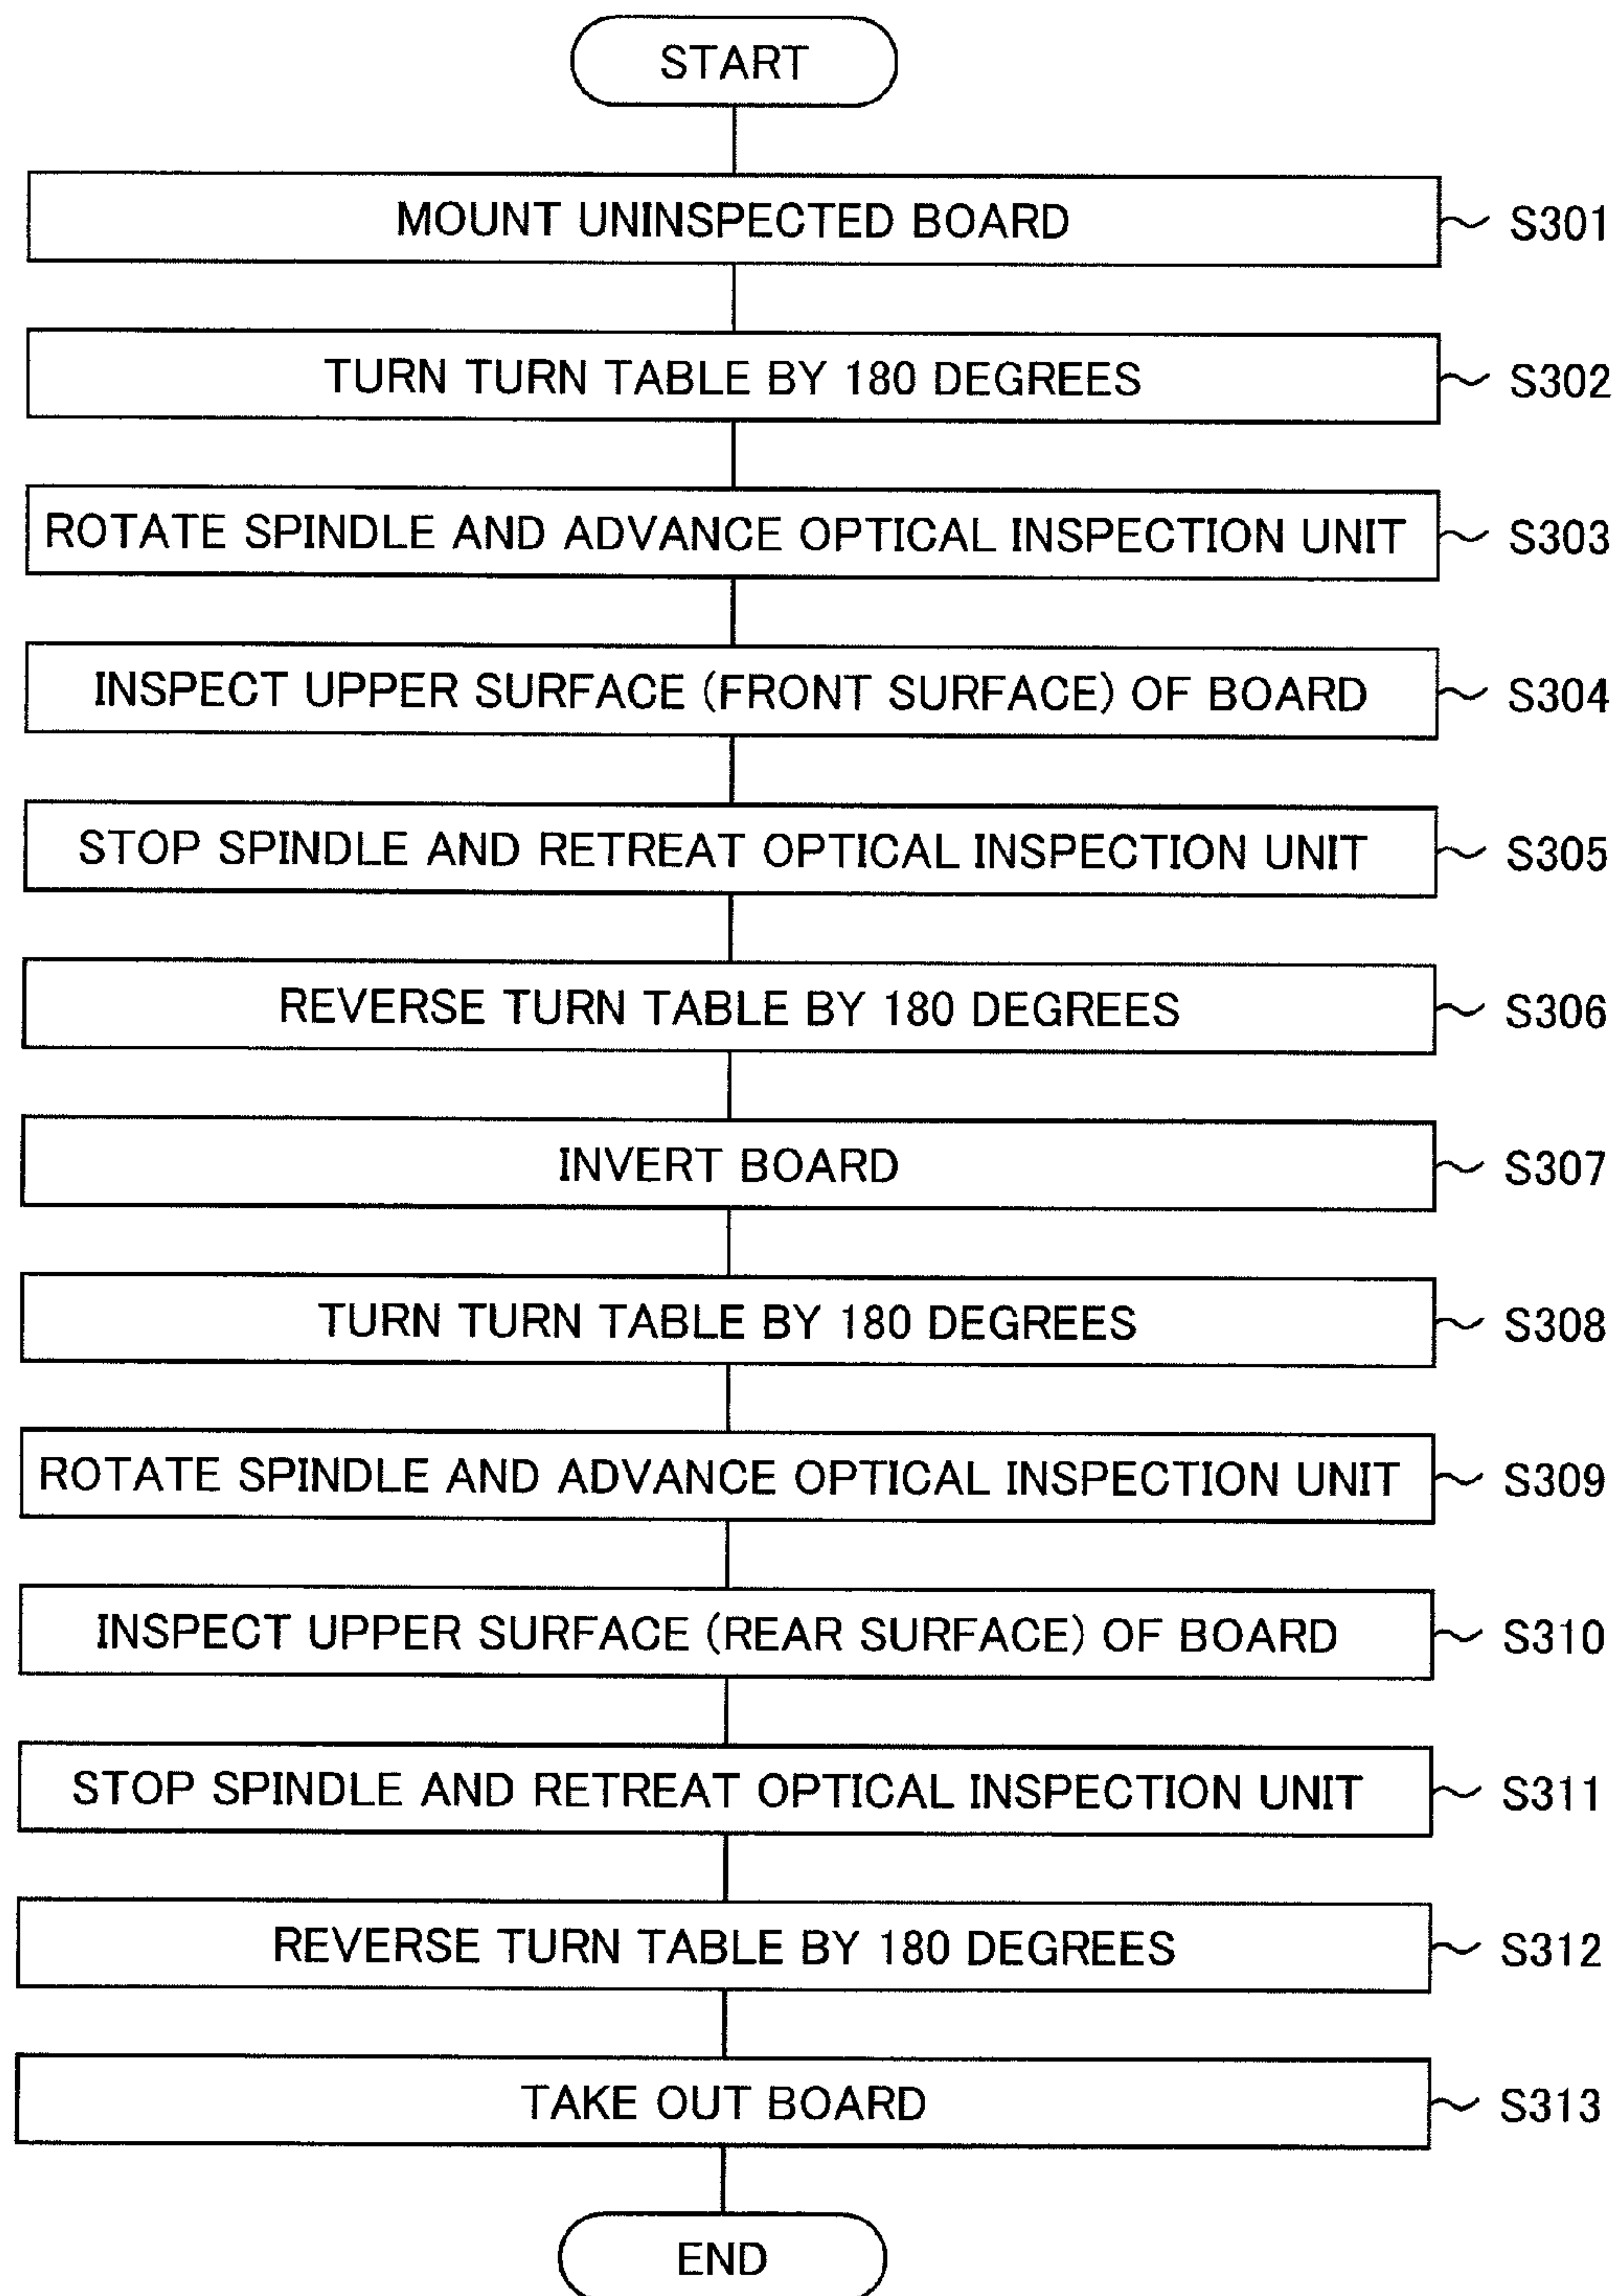 START
MOUNT UNINSPECTED BOARD S301
TURN TURN TABLE BY 180 DEGREES S302
ROTATE SPINDLE AND ADVANCE OPTICAL INSPECTION UNIT S303
INSPECT UPPER SURFACE (FRONT SURFACE) OF BOARD S304
STOP SPINDLE AND RETREAT OPTICAL INSPECTION UNIT S305
REVERSE TURN TABLE BY 180 DEGREES S306
INVERT BOARD S307
TURN TURN TABLE BY 180 DEGREES S308
ROTATE SPINDLE AND ADVANCE OPTICAL INSPECTION UNIT S309
INSPECT UPPER SURFACE (REAR SURFACE) OF BOARD S310
STOP SPINDLE AND RETREAT OPTICAL INSPECTION UNIT S311
REVERSE TURN TABLE BY 180 DEGREES S312
TAKE OUT BOARD S313
END